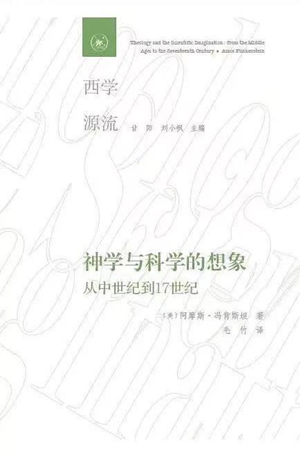 Theology and the Scientific Imagination: from the Middle
Ages to the Seventeenth Century • Amos Funkenstein
西学
源流
甘阳 刘小枫 主编
神学与科学的想象
从中世纪到17世纪
（美）阿摩斯·冯肯斯坦 著
毛竹 译